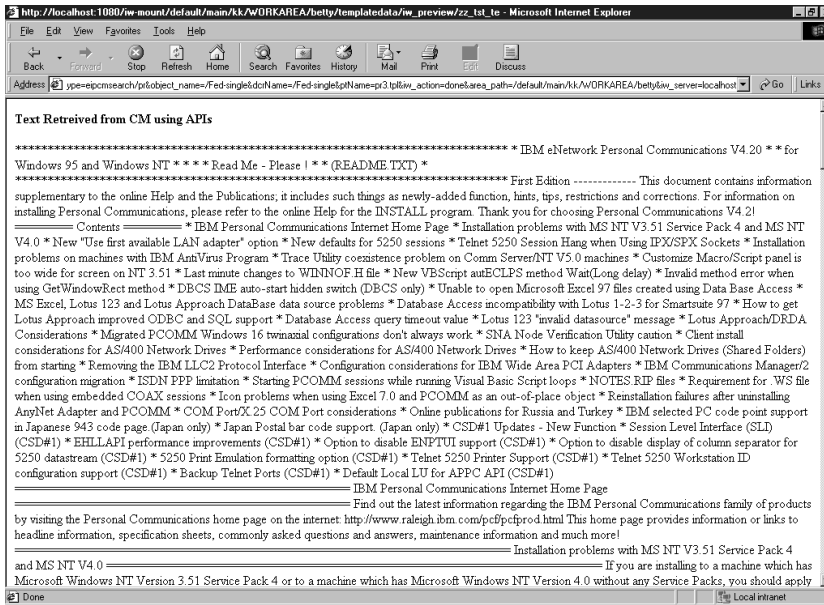 http://localhost:1080/iw-mount/default/main/kk/WORKAREA/betty/templatedata/iw_preview/zz_tst_te - Microsoft Internet Explorer
File Edit View Favorites Tools Help
Back Forward Stop Refresh Home Search Favorites History Mail Print Edit Discuss
Address ype=eipcmsearch/pr&object_name=/Fed-single&dcrName=/Fed-single&ptName=pr3.tpl&iw_action=done&area_path=/default/main/kk/WORKAREA/betty&iw_server=localhost Go Links
Text Retreived from CM using APIs
******************************************************************************* * IBM eNetwork Personal Communications V4.20 * * for
Windows 95 and Windows NT * * * * Read Me - Please ! * * (README.TXT) *
******************************************************************************* First Edition ------------- This document contains information
supplementary to the online Help and the Publications; it includes such things as newly-added function, hints, tips, restrictions and corrections. For information on
installing Personal Communications, please refer to the online Help for the INSTALL program. Thank you for choosing Personal Communications V4.2!
======== Contents ======== * IBM Personal Communications Internet Home Page * Installation problems with MS NT V3.51 Service Pack 4 and MS NT
V4.0 * New "Use first available LAN adapter" option * New defaults for 5250 sessions * Telnet 5250 Session Hang when Using IPX/SPX Sockets * Installation
problems on machines with IBM AntiVirus Program * Trace Utility coexistence problem on Comm Server/NT V5.0 machines * Customize Macro/Script panel is
too wide for screen on NT 3.51 * Last minute changes to WINNOF.H file * New VBScript autECLPS method Wait(Long delay) * Invalid method error when
using GetWindowRect method * DBCS IME auto-start hidden switch (DBCS only) * Unable to open Microsoft Excel 97 files created using Data Base Access *
MS Excel, Lotus 123 and Lotus Approach DataBase data source problems * Database Access incompatibility with Lotus 1-2-3 for Smartsuite 97 * How to get
Lotus Approach improved ODBC and SQL support * Database Access query timeout value * Lotus 123 "invalid datasource" message * Lotus Approach/DRDA
Considerations * Migrated PCOMM Windows 16 twinaxial configurations don't always work * SNA Node Verification Utility caution * Client install
considerations for AS/400 Network Drives * Performance considerations for AS/400 Network Drives * How to keep AS/400 Network Drives (Shared Folders)
from starting * Removing the IBM LLC2 Protocol Interface * Configuration considerations for IBM Wide Area PCI Adapters * IBM Communications Manager/2
configuration migration * ISDN PPP limitation * Starting PCOMM sessions while running Visual Basic Script loops * NOTES.RIP files * Requirement for .WS file
when using embedded COAX sessions * Icon problems when using Excel 7.0 and PCOMM as an out-of-place object * Reinstallation failures after uninstalling
AnyNet Adapter and PCOMM * COM Port/X.25 COM Port considerations * Online publications for Russia and Turkey * IBM selected PC code point support
in Japanese 943 code page.(Japan only) * Japan Postal bar code support. (Japan only) * CSD#1 Updates - New Function * Session Level Interface (SLI)
(CSD#1) * EHLLAPI performance improvements (CSD#1) * Option to disable ENPTUI support (CSD#1) * Option to disable display of column separator for
5250 datastream (CSD#1) * 5250 Print Emulation formatting option (CSD#1) * Telnet 5250 Printer Support (CSD#1) * Telnet 5250 Workstation ID
configuration support (CSD#1) * Backup Telnet Ports (CSD#1) * Default Local LU for APPC API (CSD#1)
============================================ IBM Personal Communications Internet Home Page
============================================ Find out the latest information regarding the IBM Personal Communications family of products
by visiting the Personal Communications home page on the internet: http://www.raleigh.ibm.com/pcf/pcfprod.html This home page provides information or links to
headline information, specification sheets, commonly asked questions and answers, maintenance information and much more!
================================================================= Installation problems with MS NT V3.51 Service Pack 4
and MS NT V4.0 ================================================================= If you are installing to a machine which has
Microsoft Windows NT Version 3.51 Service Pack 4 or to a machine which has Microsoft Windows NT Version 4.0 without any Service Packs, you should apply
Done Local intranet